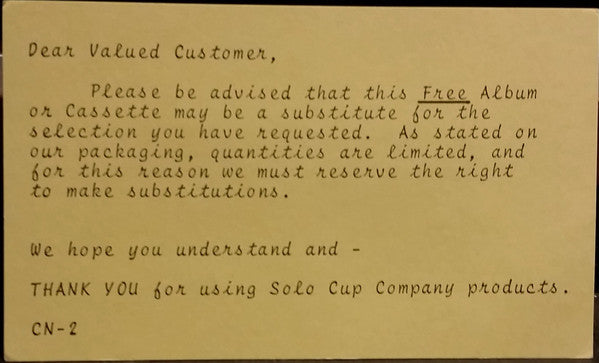 Dear Valued Customer,
Please be advised that this Free Album
or Cassette may be a substitute for the
selection you have requested. As stated on
our packaging, quantities are limited, and
for this reason we must reserve the right
to make substitutions.
We hope you understand and -
THANK YOU for using Solo Cup Company products.
CN-2